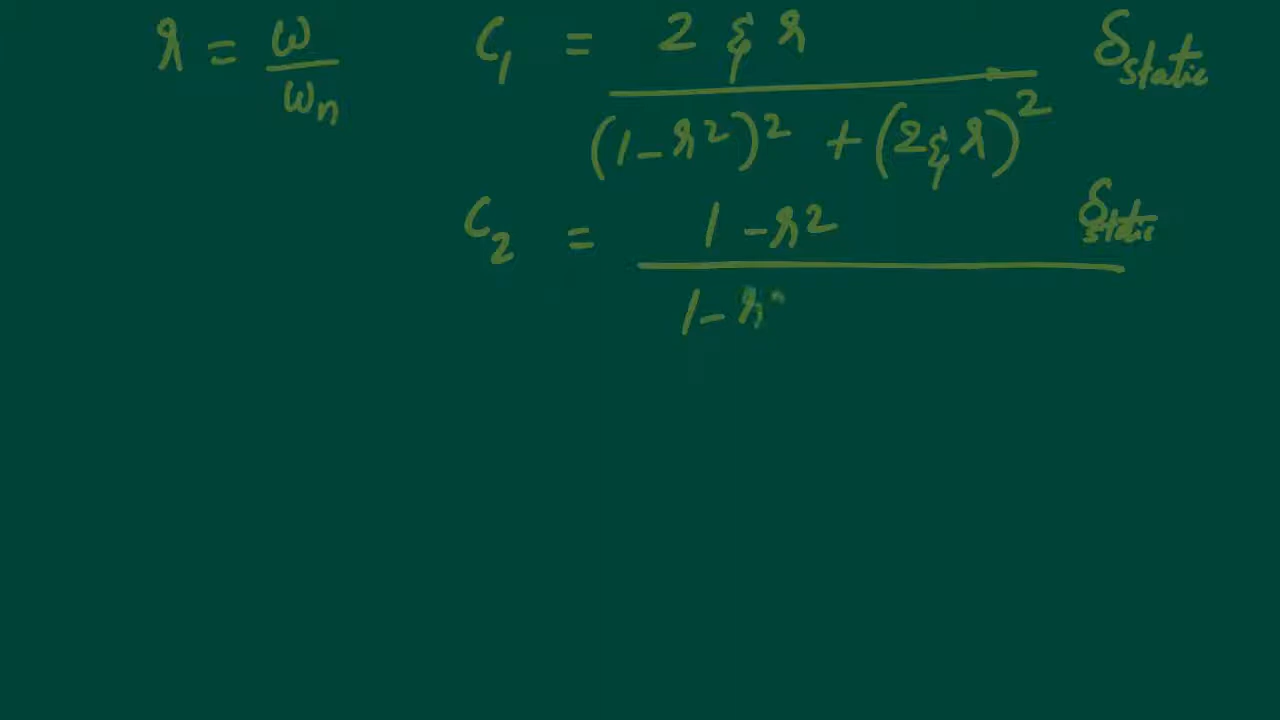 r = ω/ωn C₁ = 2ξr / (1-r²)² + (2ξr)² δstatic
C₂ = 1-r² / 1-r δstatic